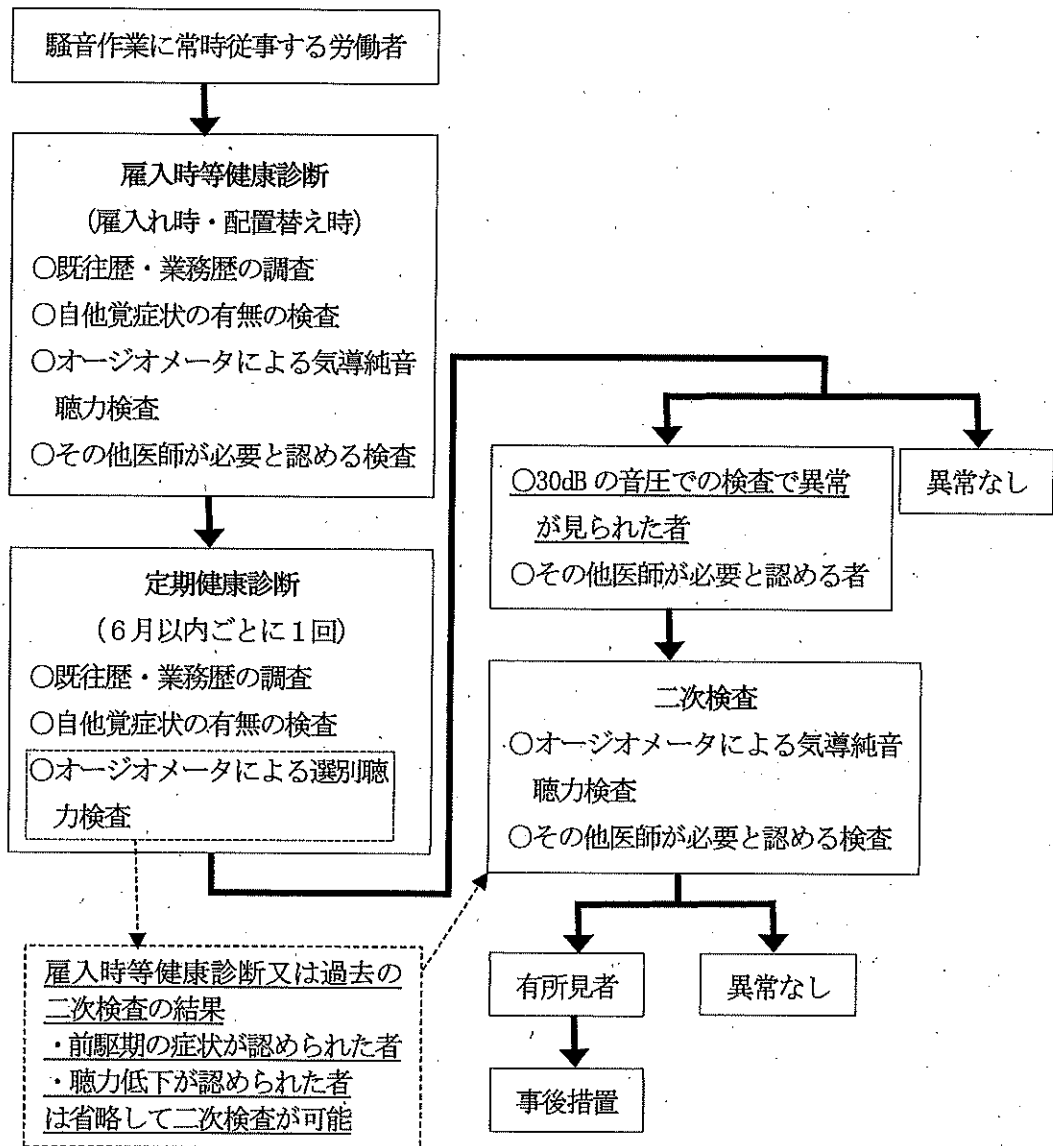 騒音作業に常時従事する労働者
雇入時等健康診断
(雇入れ時・配置替え時)
○既往歴・業務歴の調査
○自他覚症状の有無の検査
○オージオメータによる気導純音
聴力検査
○その他医師が必要と認める検査
定期健康診断
(6月以内ごとに1回)
○既往歴・業務歴の調査
○自他覚症状の有無の検査
○オージオメータによる選別聴
力検査
雇入時等健康診断又は過去の
二次検査の結果
・前駆期の症状が認められた者
・聴力低下が認められた者
は省略して二次検査が可能
○30dBの音圧での検査で異常
が見られた者
○その他医師が必要と認める者
異常なし
二次検査
○オージオメータによる気導純音
聴力検査
○その他医師が必要と認める検査
有所見者
異常なし
事後措置